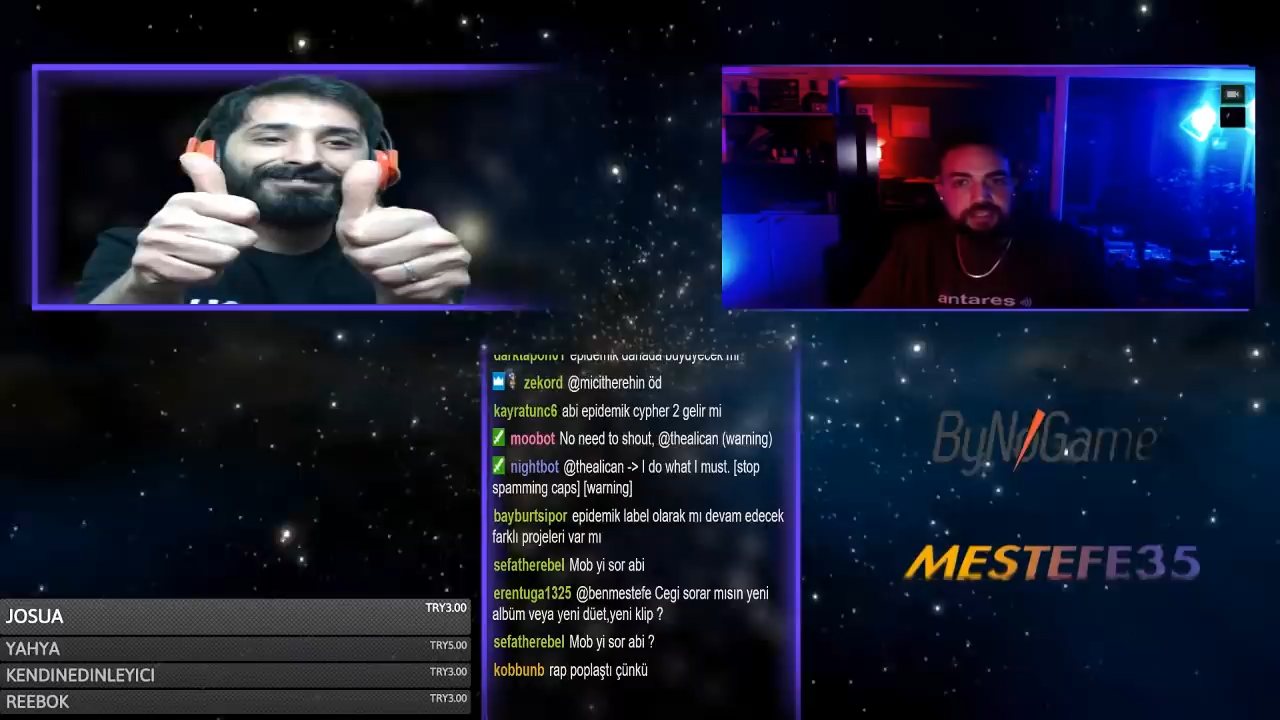 antares
zekord @micitherehin öd
kayratunc6 abi epidemik cypher 2 gelir mi
moobot No need to shout, @thealican (warning)
nightbot @thealican -> I do what I must. [stop
spamming caps] [warning]
bayburtsipor epidemik label olarak mı devam edecek
farklı projeleri var mı
sefatherebel Mob yi sor abi
erentuga1325 @benmestefe Cegi sorar mısın yeni
albüm veya yeni düet,yeni klip ?
sefatherebel Mob yi sor abi ?
kobbunb rap poplaştı çünkü
ByNoGame
MESTEFE35
JOSUA TRY3.00
YAHYA TRY5.00
KENDINEDINLEYICI TRY3.00
REEBOK TRY3.00